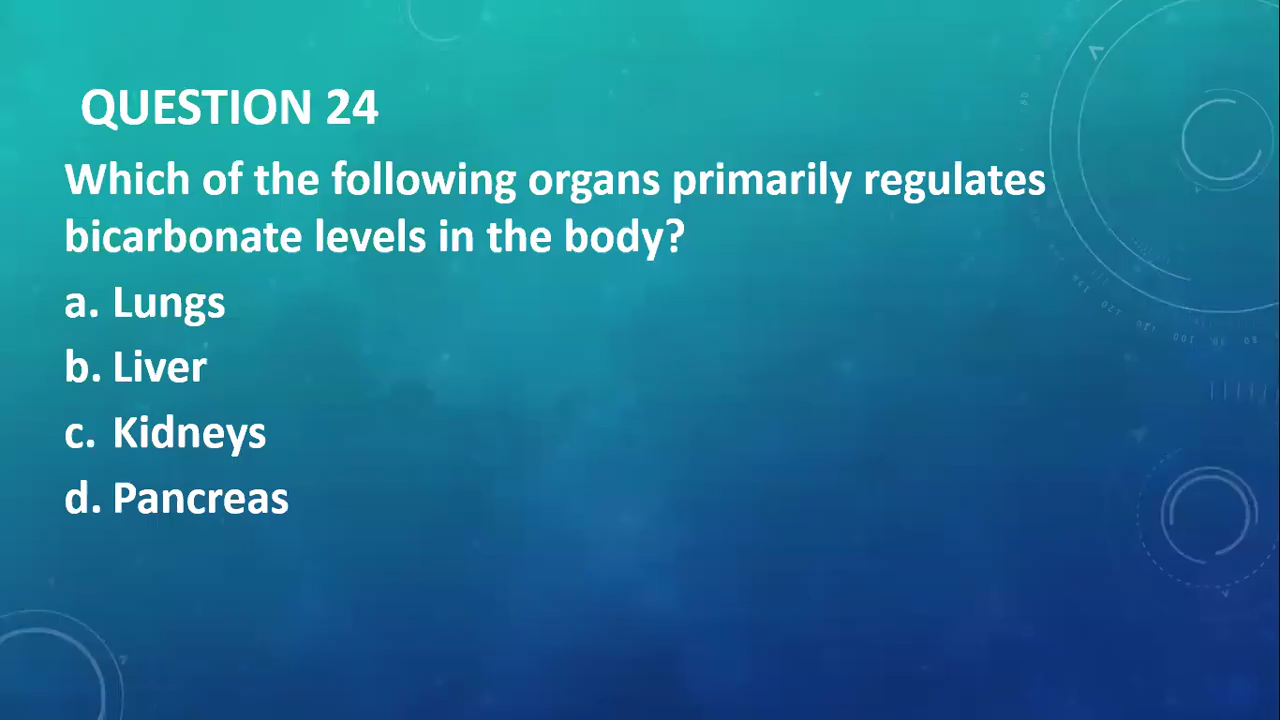 QUESTION 24
Which of the following organs primarily regulates
bicarbonate levels in the body?
a. Lungs
b. Liver
c. Kidneys
d. Pancreas